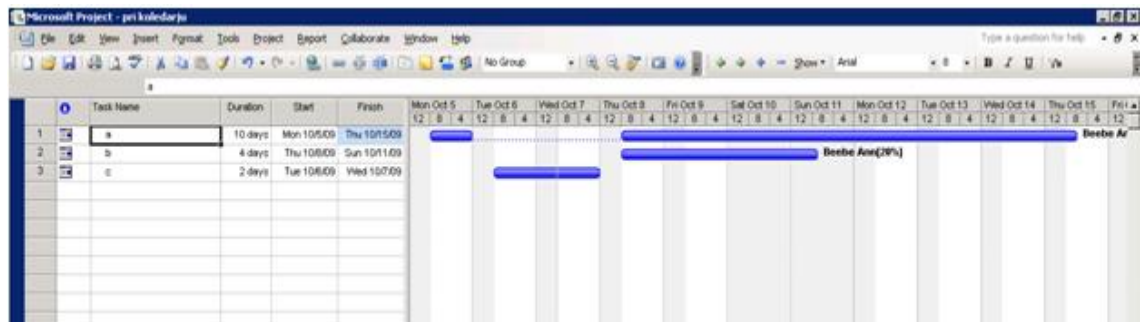 Microsoft Project - pri koledarju
File Edit View Insert Format Tools Project Report Collaborate Window Help Type a question for help
No Group Show Arial 8 B I U
a
Task Name Duration Start Finish Mon Oct 5 Tue Oct 6 Wed Oct 7 Thu Oct 8 Fri Oct 9 Sat Oct 10 Sun Oct 11 Mon Oct 12 Tue Oct 13 Wed Oct 14 Thu Oct 15 Fri
12 8 4 12 8 4 12 8 4 12 8 4 12 8 4 12 8 4 12 8 4 12 8 4 12 8 4 12 8 4 12 8 4 12
1 a 10 days Mon 10/5/09 Thu 10/15/09 Beebe Ar
2 b 4 days Thu 10/8/09 Sun 10/11/09 Beebe Ann[20%]
3 c 2 days Tue 10/6/09 Wed 10/7/09